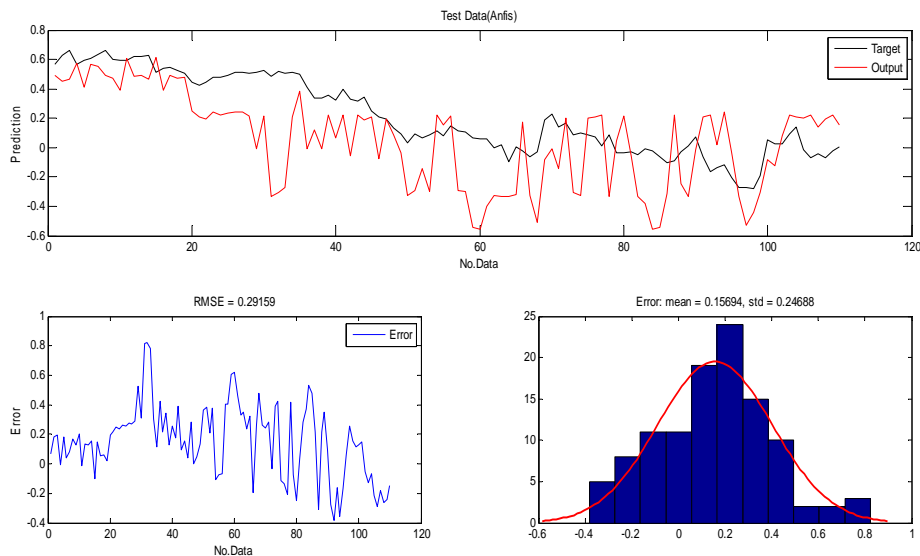 Test Data(Anfis)
Prediction
0.8
0.6
0.4
0.2
0
-0.2
-0.4
-0.6
Target
Output
0 20 40 60 80 100 120
No.Data
RMSE = 0.29159
Error
1
0.8
0.6
0.4
0.2
0
-0.2
-0.4
Error
0 20 40 60 80 100 120
No.Data
Error: mean = 0.15694, std = 0.24688
25
20
15
10
5
0
-0.6 -0.4 -0.2 0 0.2 0.4 0.6 0.8 1